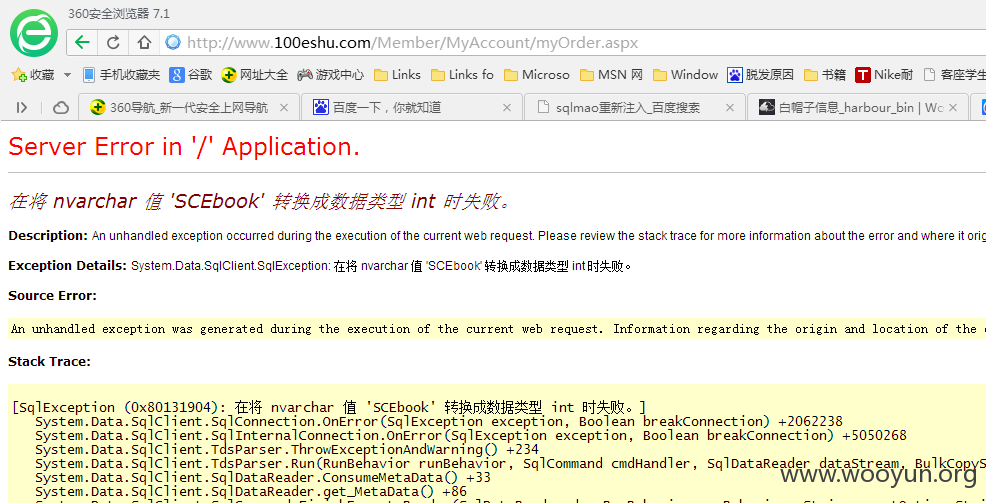 360安全浏览器 7.1
http://www.100eshu.com/Member/MyAccount/myOrder.aspx
收藏 手机收藏夹 谷歌 网址大全 游戏中心 Links Links fo Microso MSN 网 Window 脱发原因 书籍 Nike耐 客座学生
360导航_新一代安全上网导航 百度一下，你就知道 sqlmao重新注入_百度搜索 白帽子信息_harbour_bin | Wo
Server Error in '/' Application.
在将 nvarchar 值 'SCEbook' 转换成数据类型 int 时失败。
Description: An unhandled exception occurred during the execution of the current web request. Please review the stack trace for more information about the error and where it orig
Exception Details: System.Data.SqlClient.SqlException: 在将 nvarchar 值 'SCEbook' 转换成数据类型 int 时失败。
Source Error:
An unhandled exception was generated during the execution of the current web request. Information regarding the origin and location of the
Stack Trace:
[SqlException (0x80131904): 在将 nvarchar 值 'SCEbook' 转换成数据类型 int 时失败。]
System.Data.SqlClient.SqlConnection.OnError(SqlException exception, Boolean breakConnection) +2062238
System.Data.SqlClient.SqlInternalConnection.OnError(SqlException exception, Boolean breakConnection) +5050268
System.Data.SqlClient.TdsParser.ThrowExceptionAndWarning() +234
System.Data.SqlClient.TdsParser.Run(RunBehavior runBehavior, SqlCommand cmdHandler, SqlDataReader dataStream, BulkCopyS
System.Data.SqlClient.SqlDataReader.ConsumeMetaData() +33
System.Data.SqlClient.SqlDataReader.get_MetaData() +86
www.wooyun.org